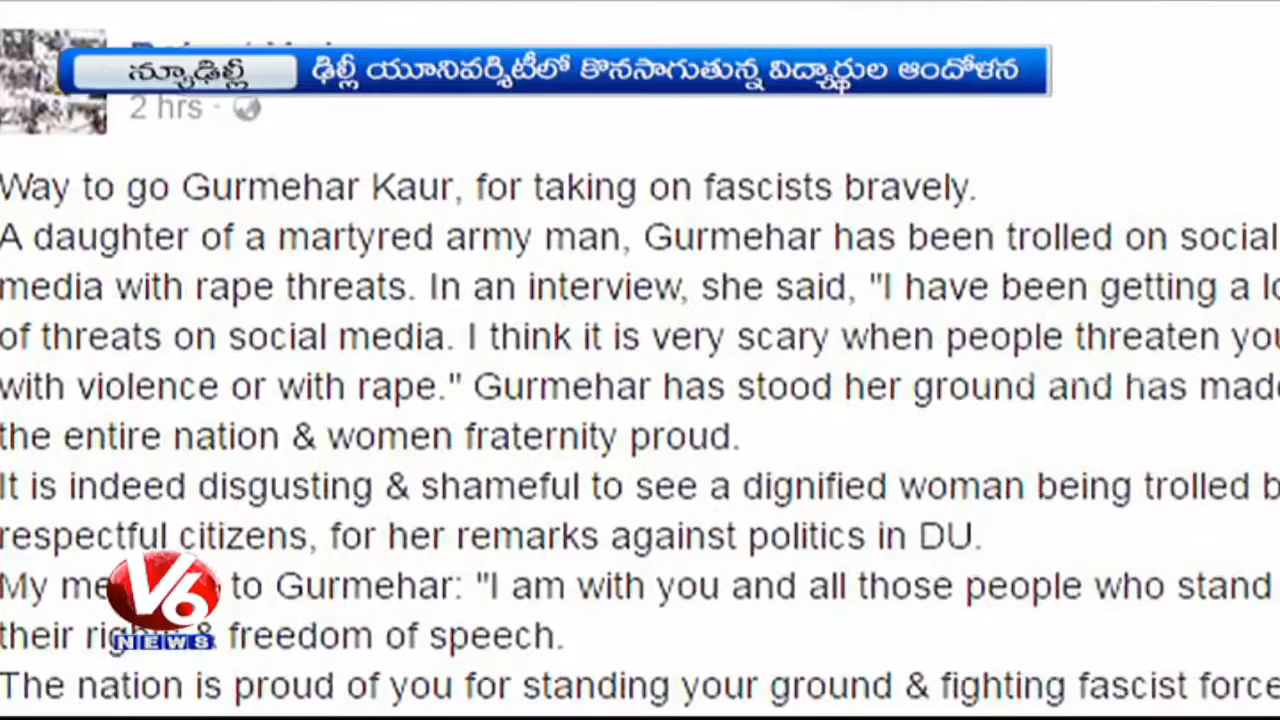 న్యూఢిల్లీ ఢిల్లీ యూనివర్శిటీలో కొనసాగుతున్న విద్యార్థుల ఆందోళన
2 hrs ·
Way to go Gurmehar Kaur, for taking on fascists bravely.
A daughter of a martyred army man, Gurmehar has been trolled on social
media with rape threats. In an interview, she said, "I have been getting a lo
of threats on social media. I think it is very scary when people threaten you
with violence or with rape." Gurmehar has stood her ground and has made
the entire nation & women fraternity proud.
It is indeed disgusting & shameful to see a dignified woman being trolled b
respectful citizens, for her remarks against politics in DU.
My me to Gurmehar: "I am with you and all those people who stand
their rig & freedom of speech.
The nation is proud of you for standing your ground & fighting fascist force
V6
NEWS